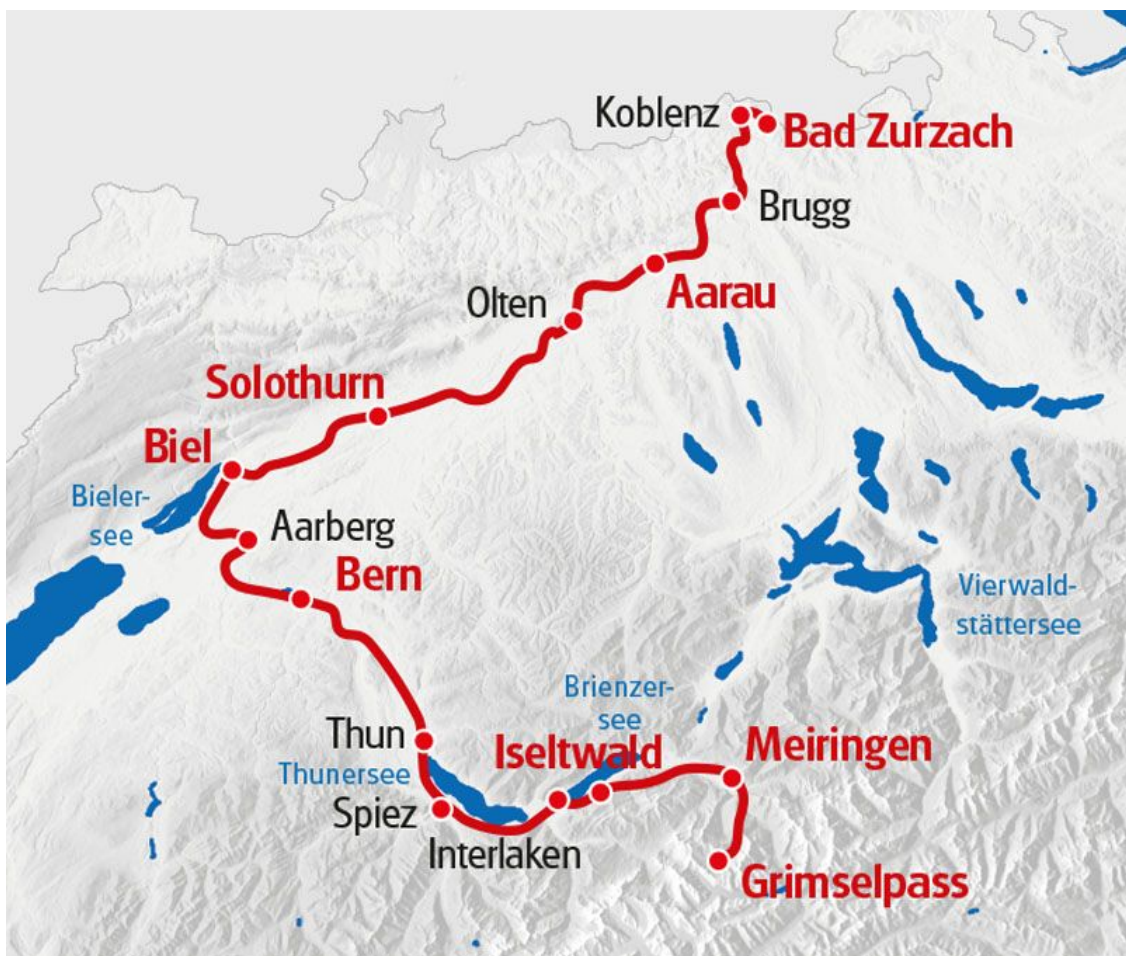 Koblenz
Bad Zurzach
Brugg
Aarau
Olten
Solothurn
Biel
Bieler-
see
Aarberg
Bern
Vierwald-
stättersee
Brienzer-
see
Thun
Iseltwald
Meiringen
Thunersee
Spiez
Interlaken
Grimselpass